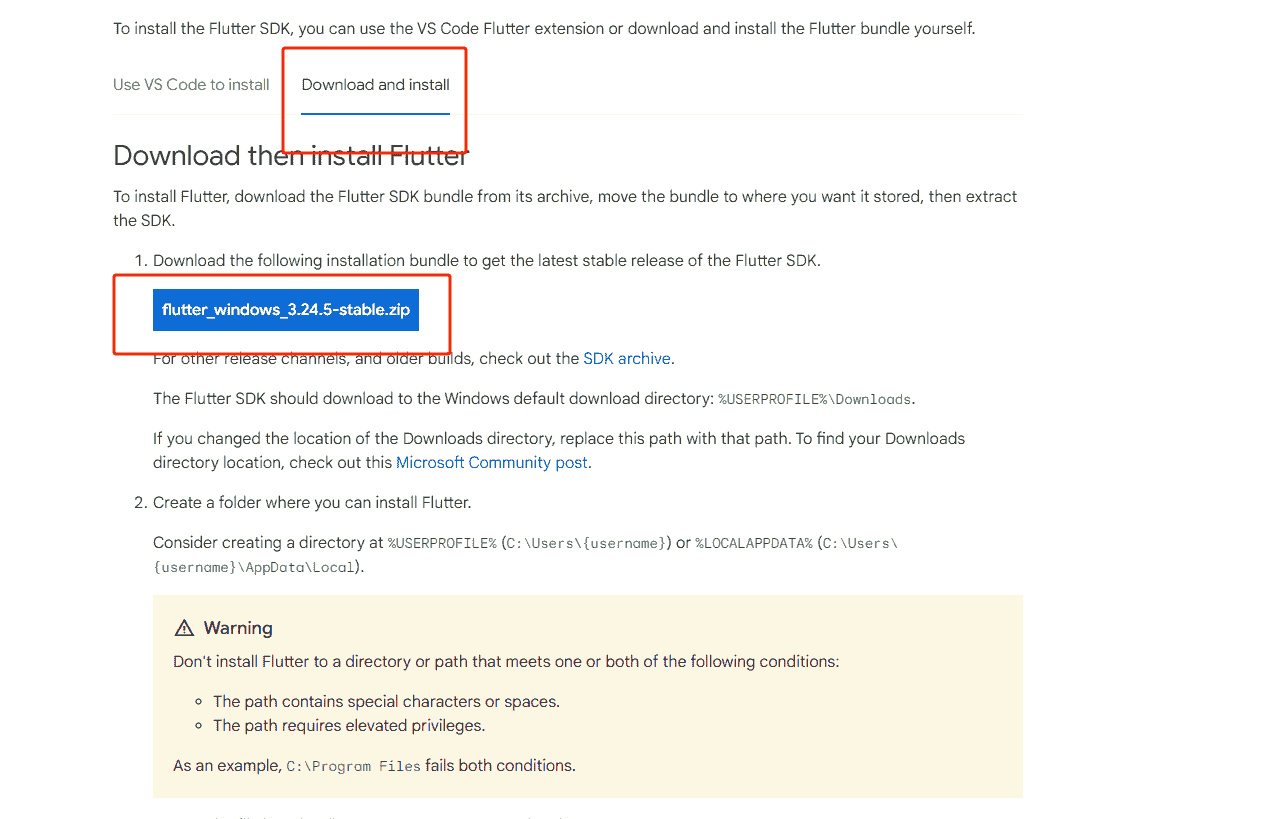 To install the Flutter SDK, you can use the VS Code Flutter extension or download and install the Flutter bundle yourself.
Use VS Code to install Download and install
Download then install Flutter
To install Flutter, download the Flutter SDK bundle from its archive, move the bundle to where you want it stored, then extract
the SDK.
1. Download the following installation bundle to get the latest stable release of the Flutter SDK.
flutter_windows_3.24.5-stable.zip
For other release channels, and older builds, check out the SDK archive.
The Flutter SDK should download to the Windows default download directory: %USERPROFILE%\Downloads.
If you changed the location of the Downloads directory, replace this path with that path. To find your Downloads
directory location, check out this Microsoft Community post.
2. Create a folder where you can install Flutter.
Consider creating a directory at %USERPROFILE% (C:\Users\{username}) or %LOCALAPPDATA% (C:\Users\
{username}\AppData\Local).
Warning
Don't install Flutter to a directory or path that meets one or both of the following conditions:
The path contains special characters or spaces.
The path requires elevated privileges.
As an example, C:\Program Files fails both conditions.